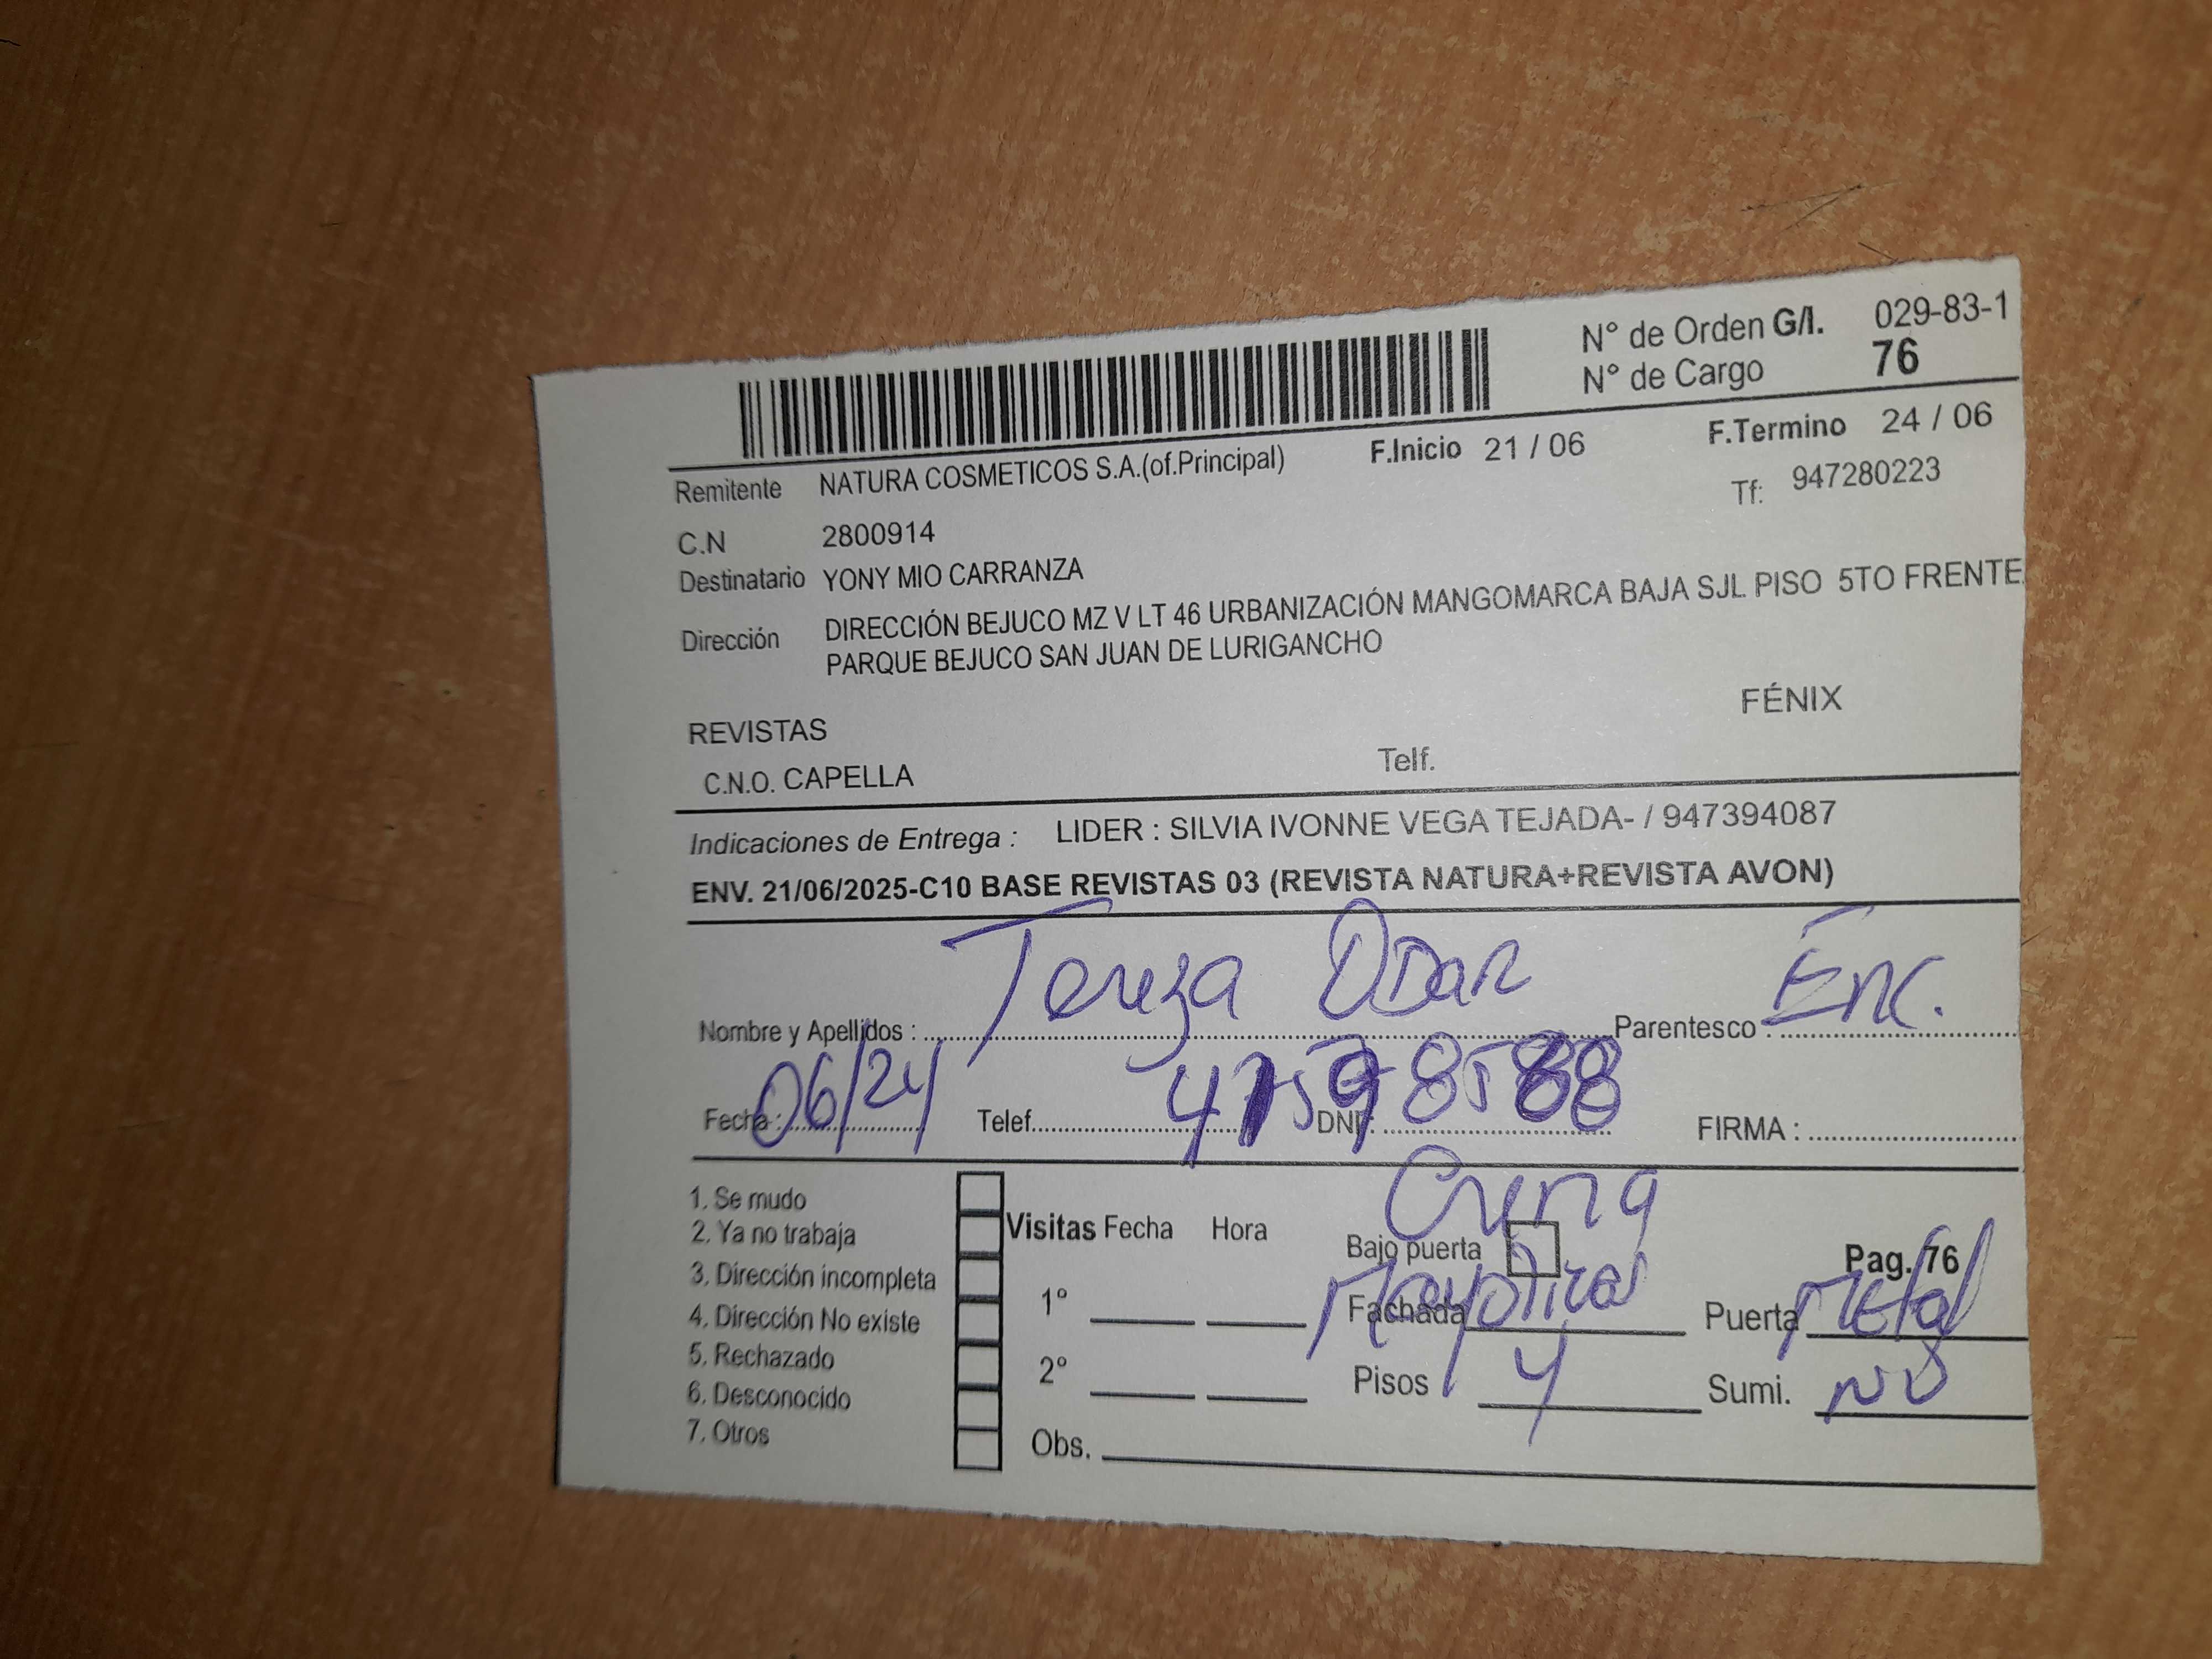 N° de Orden G/I. 029-83-1
N° de Cargo 76
F.Inicio 21 / 06 F.Termino 24 / 06
Remitente NATURA COSMETICOS S.A.(of.Principal) Tf: 947280223
C.N 2800914
Destinatario YONY MIO CARRANZA
Dirección DIRECCIÓN BEJUCO MZ V LT 46 URBANIZACIÓN MANGOMARCA BAJA SJL PISO 5TO FRENTE
PARQUE BEJUCO SAN JUAN DE LURIGANCHO
FÉNIX
REVISTAS
C.N.O. CAPELLA Telf.
Indicaciones de Entrega : LIDER : SILVIA IVONNE VEGA TEJADA- / 947394087
ENV. 21/06/2025-C10 BASE REVISTAS 03 (REVISTA NATURA+REVISTA AVON)
Nombre y Apellidos : Tereza Parentesco : Enc.
Fecha : 06/24 Telef. DNI: FIRMA :
1. Se mudo
2. Ya no trabaja
3. Dirección incompleta
4. Dirección No existe
5. Rechazado
6. Desconocido
7. Otros
Visitas Fecha Hora
1°
2°
Obs.
Bajo puerta Pag. 76
Fachada Puerta Metal
Pisos 4 Sumi. NO